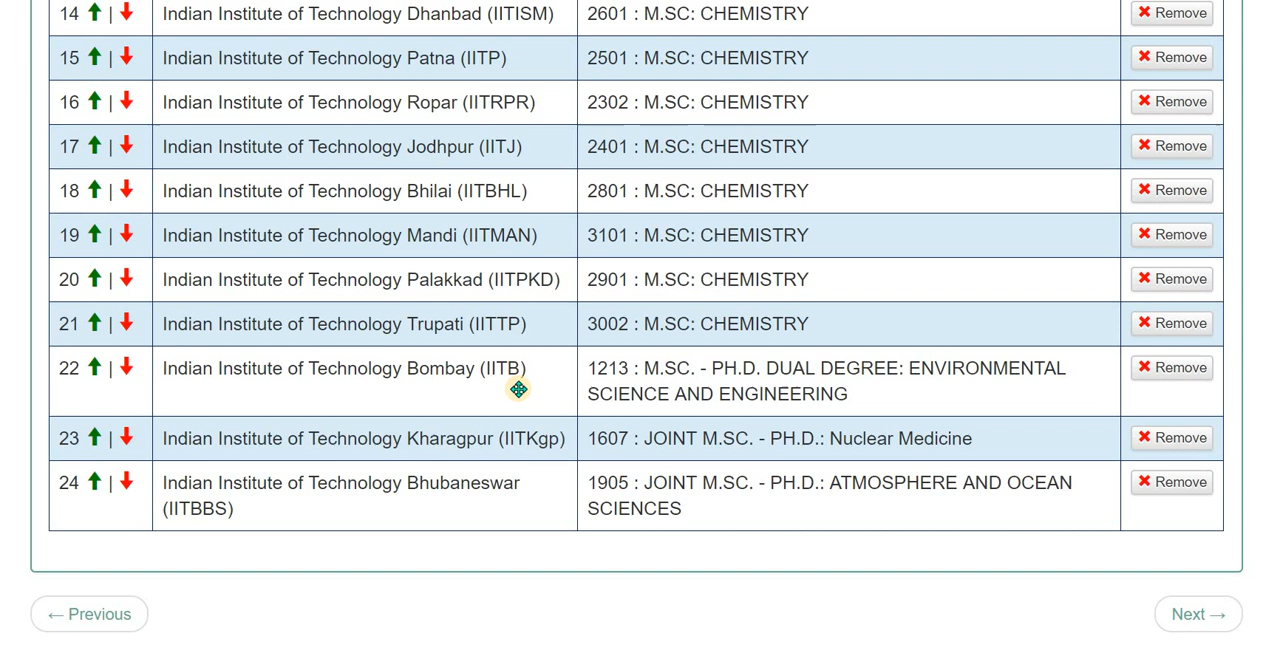 14 ⬆ | ⬇ Indian Institute of Technology Dhanbad (IITISM) 2601 : M.SC: CHEMISTRY ✖ Remove
15 ⬆ | ⬇ Indian Institute of Technology Patna (IITP) 2501 : M.SC: CHEMISTRY ✖ Remove
16 ⬆ | ⬇ Indian Institute of Technology Ropar (IITRPR) 2302 : M.SC: CHEMISTRY ✖ Remove
17 ⬆ | ⬇ Indian Institute of Technology Jodhpur (IITJ) 2401 : M.SC: CHEMISTRY ✖ Remove
18 ⬆ | ⬇ Indian Institute of Technology Bhilai (IITBHL) 2801 : M.SC: CHEMISTRY ✖ Remove
19 ⬆ | ⬇ Indian Institute of Technology Mandi (IITMAN) 3101 : M.SC: CHEMISTRY ✖ Remove
20 ⬆ | ⬇ Indian Institute of Technology Palakkad (IITPKD) 2901 : M.SC: CHEMISTRY ✖ Remove
21 ⬆ | ⬇ Indian Institute of Technology Trupati (IITTP) 3002 : M.SC: CHEMISTRY ✖ Remove
22 ⬆ | ⬇ Indian Institute of Technology Bombay (IITB) 1213 : M.SC. - PH.D. DUAL DEGREE: ENVIRONMENTAL ✖ Remove
SCIENCE AND ENGINEERING
23 ⬆ | ⬇ Indian Institute of Technology Kharagpur (IITKgp) 1607 : JOINT M.SC. - PH.D.: Nuclear Medicine ✖ Remove
24 ⬆ | ⬇ Indian Institute of Technology Bhubaneswar 1905 : JOINT M.SC. - PH.D.: ATMOSPHERE AND OCEAN ✖ Remove
(IITBBS) SCIENCES
← Previous Next →